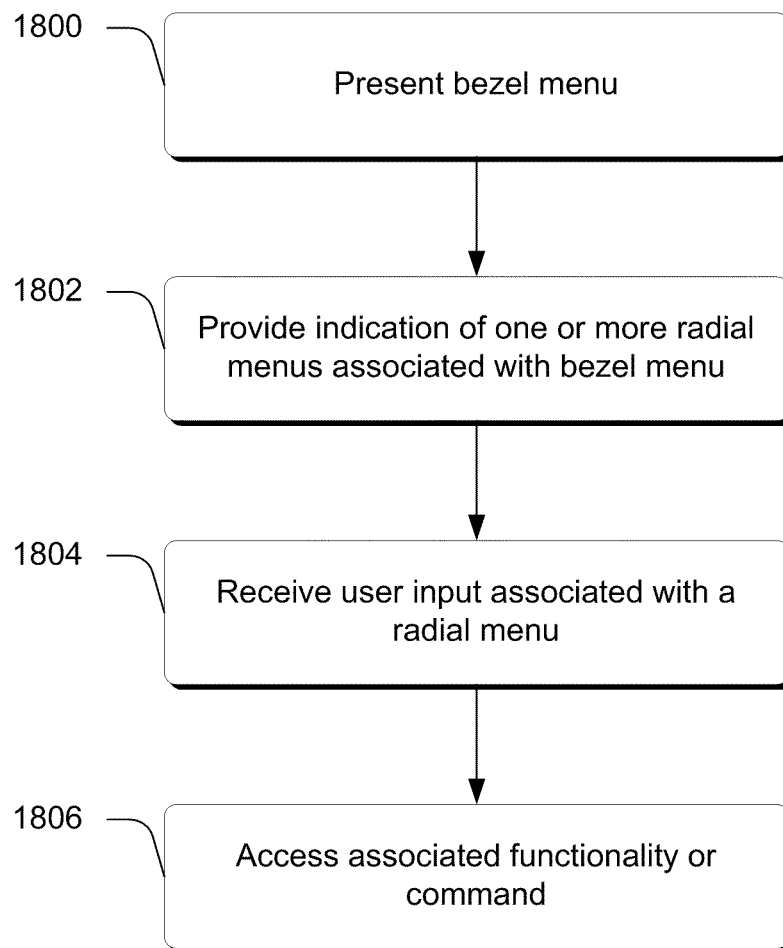 1800
Present bezel menu
1802
Provide indication of one or more radial
menus associated with bezel menu
1804
Receive user input associated with a
radial menu
1806
Access associated functionality or
command